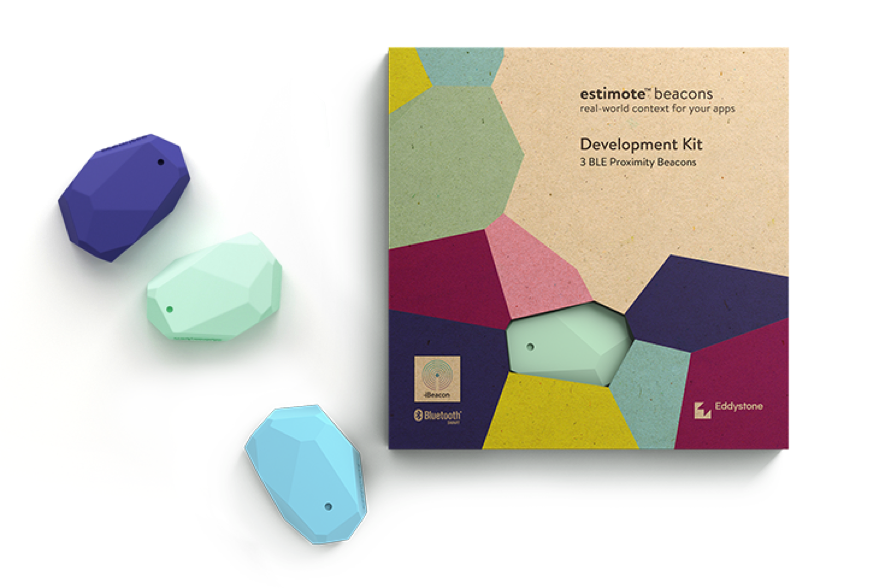 estimote™ beacons
real-world context for your apps
Development Kit
3 BLE Proximity Beacons
iBeacon
Bluetooth®
Eddystone